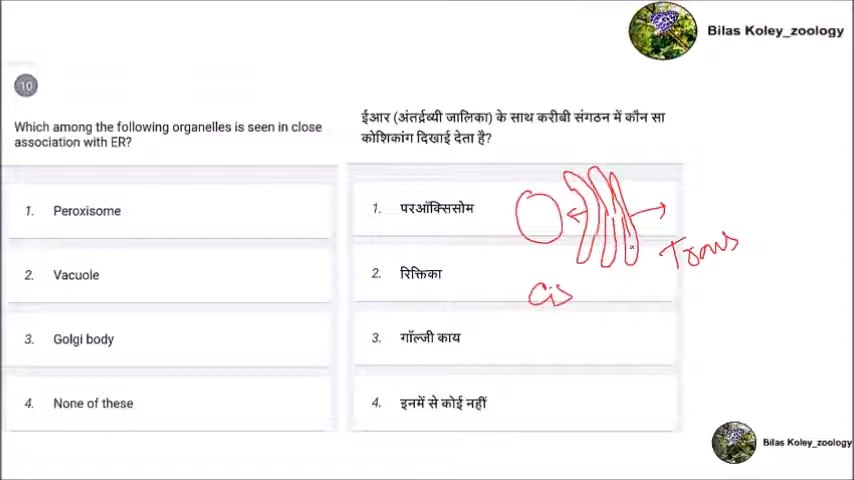 Bilas Koley_zoology
10
Which among the following organelles is seen in close
association with ER?
1. Peroxisome
2. Vacuole
3. Golgi body
4. None of these
ईआर (अंतर्द्रव्यी जालिका) के साथ करीबी संगठन में कौन सा
कोशिकांग दिखाई देता है?
1. परऑक्सिसोम
2. रिक्तिका
3. गॉल्जी काय
4. इनमें से कोई नहीं
Cis
Trans
Bilas Koley_zoology